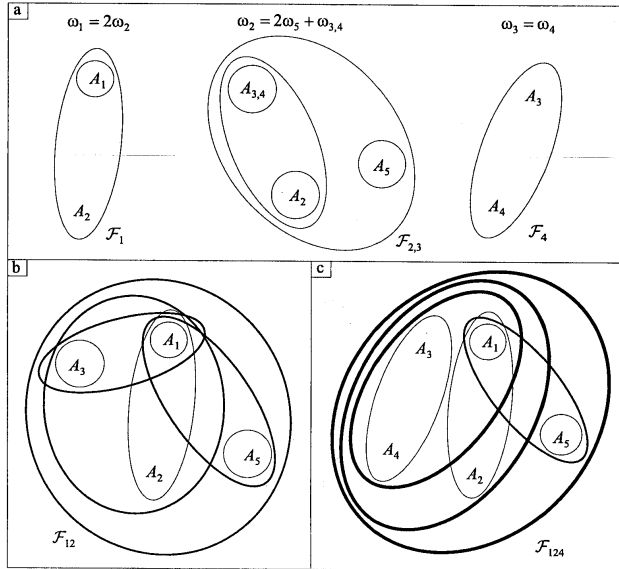 a
ω₁ = 2ω₂
ω₂ = 2ω₅ + ω₃,₄
ω₃ = ω₄
A₁
A₂
ℱ₁
A₃,₄
A₅
A₂
ℱ₂,₃
A₃
A₄
ℱ₄
b
A₁
A₃
A₅
A₂
ℱ₁₂
c
A₁
A₃
A₅
A₄
A₂
ℱ₁₂₄